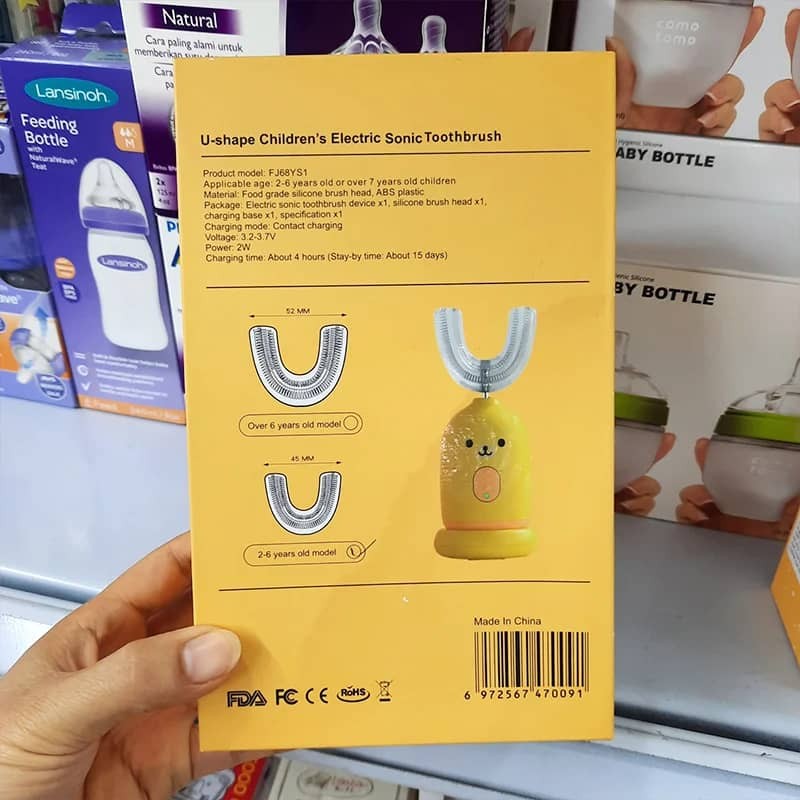 Natural
Cara paling alami untuk
Lansinoh
Feeding
Bottle
with
NaturalWave®
Teat
M
Lansinoh
como
tomo
ABY BOTTLE
BY BOTTLE
U-shape Children's Electric Sonic Toothbrush
Product model: FJ68YS1
Applicable age: 2-6 years old or over 7 years old children
Material: Food grade silicone brush head, ABS plastic
Package: Electric sonic toothbrush device x1, silicone brush head x1,
charging base x1, specification x1
Charging mode: Contact charging
Voltage: 3.2-3.7V
Power: 2W
Charging time: About 4 hours (Stay-by time: About 15 days)
52 MM
Over 6 years old model
45 MM
2-6 years old model
Made In China
6 972567 470091
FDA FC CE RoHS